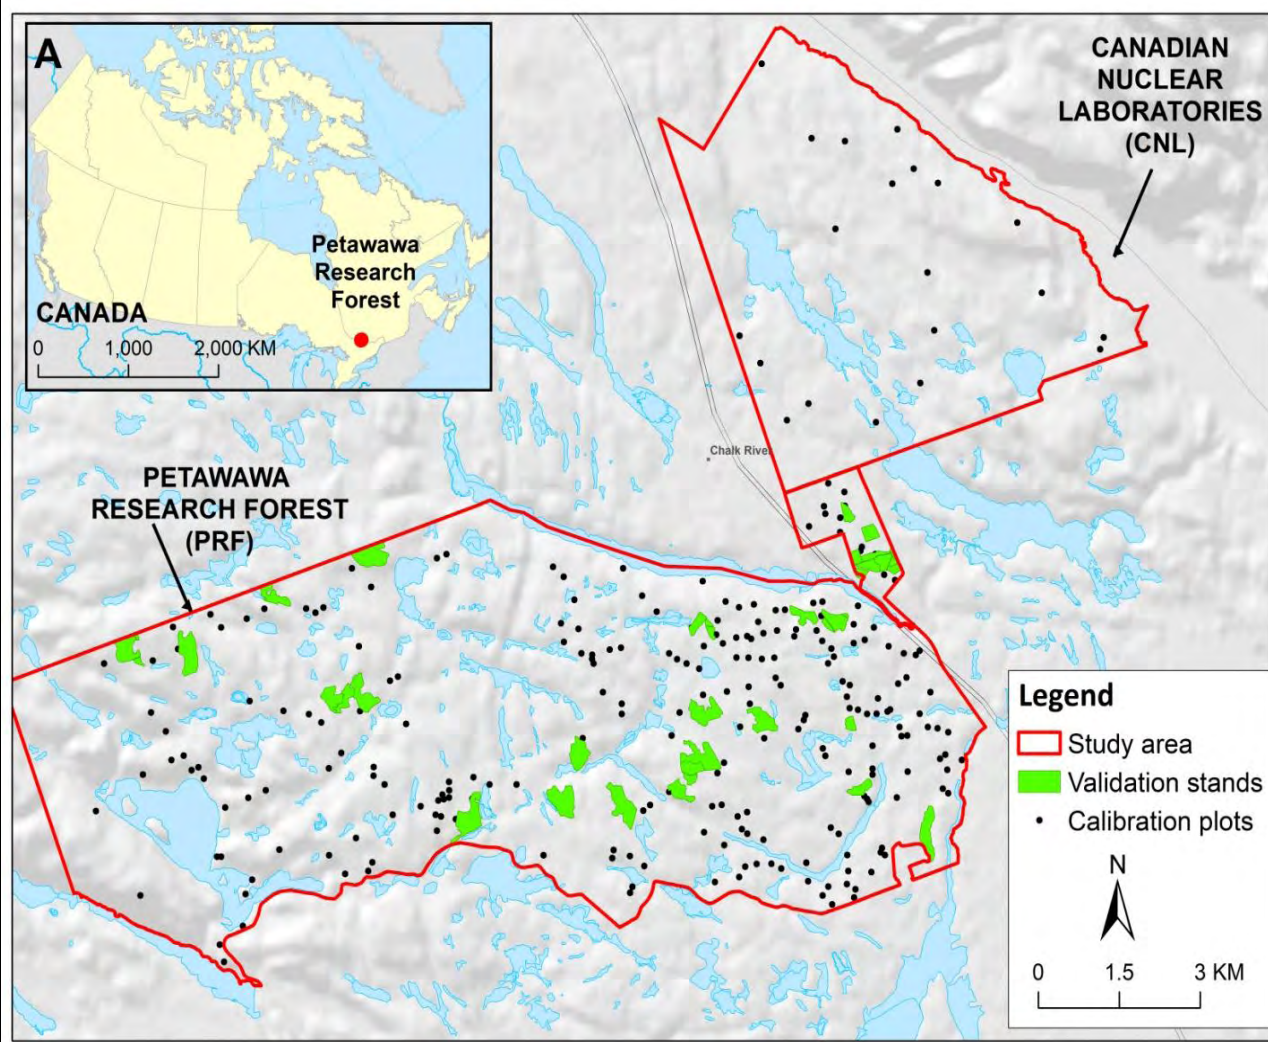 A
Petawawa
Research
Forest
CANADA
0 1,000 2,000 KM
CANADIAN
NUCLEAR
LABORATORIES
(CNL)
Chalk River
PETAWAWA
RESEARCH FOREST
(PRF)
Legend
Study area
Validation stands
Calibration plots
N
0 1.5 3 KM